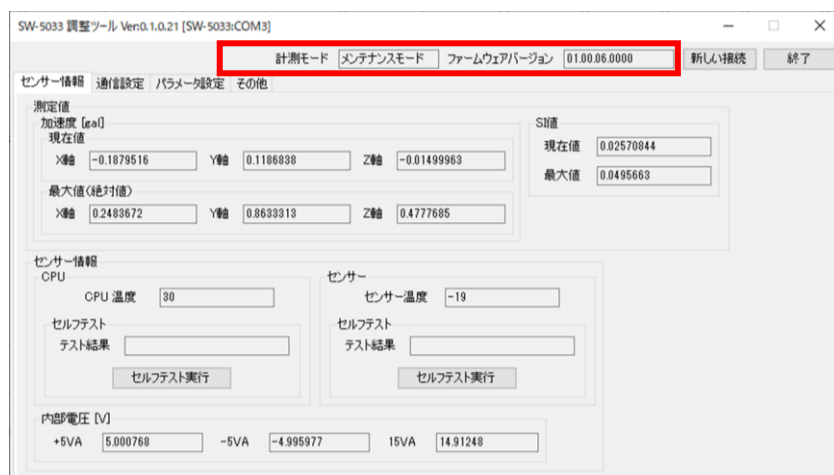 SW-5033 調整ツール Ver:0.1.0.21 [SW-5033:COM3]
計測モード メンテナンスモード ファームウェアバージョン 01.00.06.0000 新しい接続 終了
センサー情報 通信設定 パラメータ設定 その他
測定値
加速度 [gal]
現在値
X軸 -0.1879516 Y軸 0.1186838 Z軸 -0.01499963
最大値(絶対値)
X軸 0.2483672 Y軸 0.8633313 Z軸 0.4777685
SI値
現在値 0.02570844
最大値 0.0495663
センサー情報
CPU
CPU 温度 30
セルフテスト
テスト結果
セルフテスト実行
センサー
センサー温度 -19
セルフテスト
テスト結果
セルフテスト実行
内部電圧 [V]
+5VA 5.000768 -5VA -4.995977 15VA 14.91248